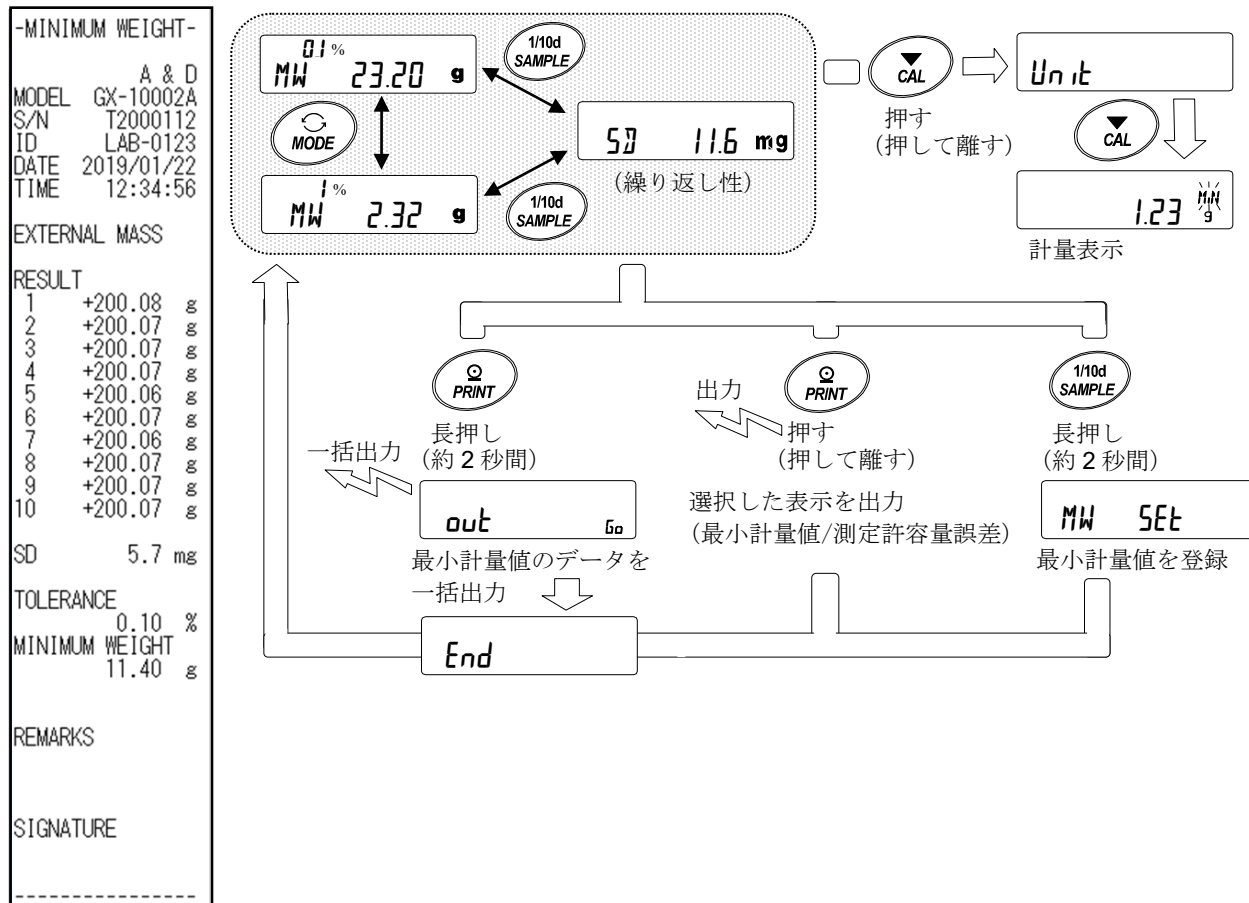 -MINIMUM WEIGHT-
A & D
MODEL GX-10002A
S/N T2000112
ID LAB-0123
DATE 2019/01/22
TIME 12:34:56
EXTERNAL MASS
RESULT
1 +200.08 g
2 +200.07 g
3 +200.07 g
4 +200.07 g
5 +200.06 g
6 +200.07 g
7 +200.06 g
8 +200.07 g
9 +200.07 g
10 +200.07 g
SD 5.7 mg
TOLERANCE
0.10 %
MINIMUM WEIGHT
11.40 g
REMARKS
SIGNATURE
----------------
0.1 %
MW 23.20 g
1/10d
SAMPLE
MODE
SD 11.6 mg
(繰り返し性)
1 %
MW 2.32 g
1/10d
SAMPLE
CAL
押す
(押して離す)
Unit
CAL
1.23 MIN
g
計量表示
PRINT
長押し
(約 2 秒間)
一括出力
out Go
最小計量値のデータを
一括出力
End
PRINT
出力
押す
(押して離す)
選択した表示を出力
(最小計量値/測定許容量誤差)
1/10d
SAMPLE
長押し
(約 2 秒間)
MW SEt
最小計量値を登録